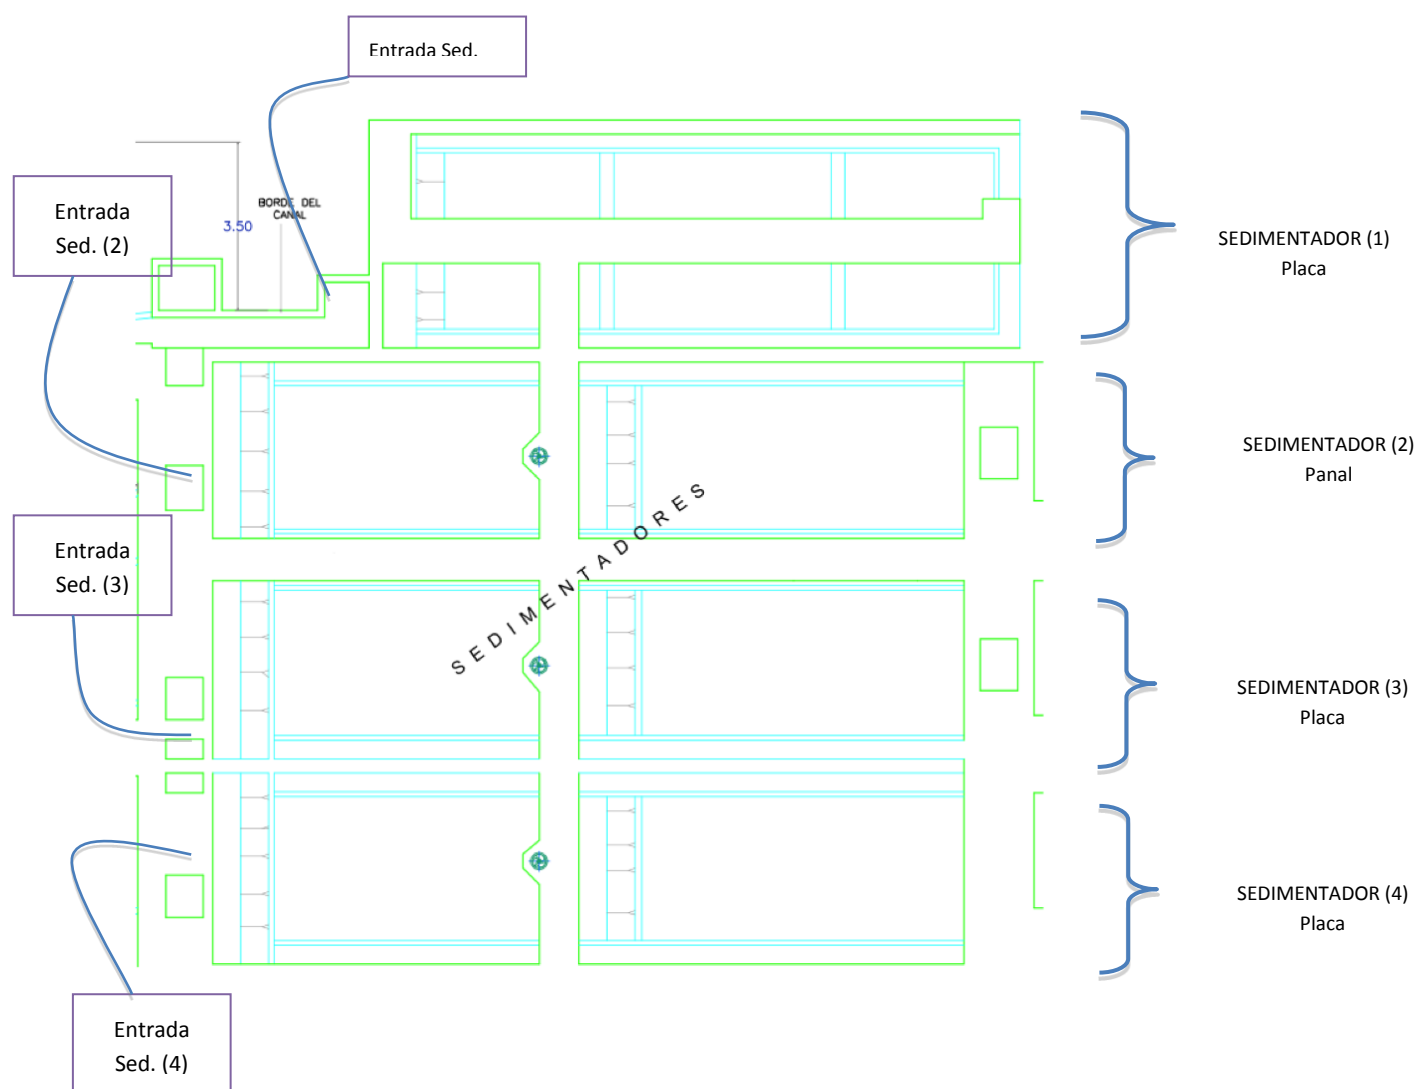 Entrada Sed.
Entrada
Sed. (2)
BORDE DEL
CANAL
3.50
SEDIMENTADOR (1)
Placa
SEDIMENTADOR (2)
Panal
SEDIMENTADORES
Entrada
Sed. (3)
SEDIMENTADOR (3)
Placa
SEDIMENTADOR (4)
Placa
Entrada
Sed. (4)